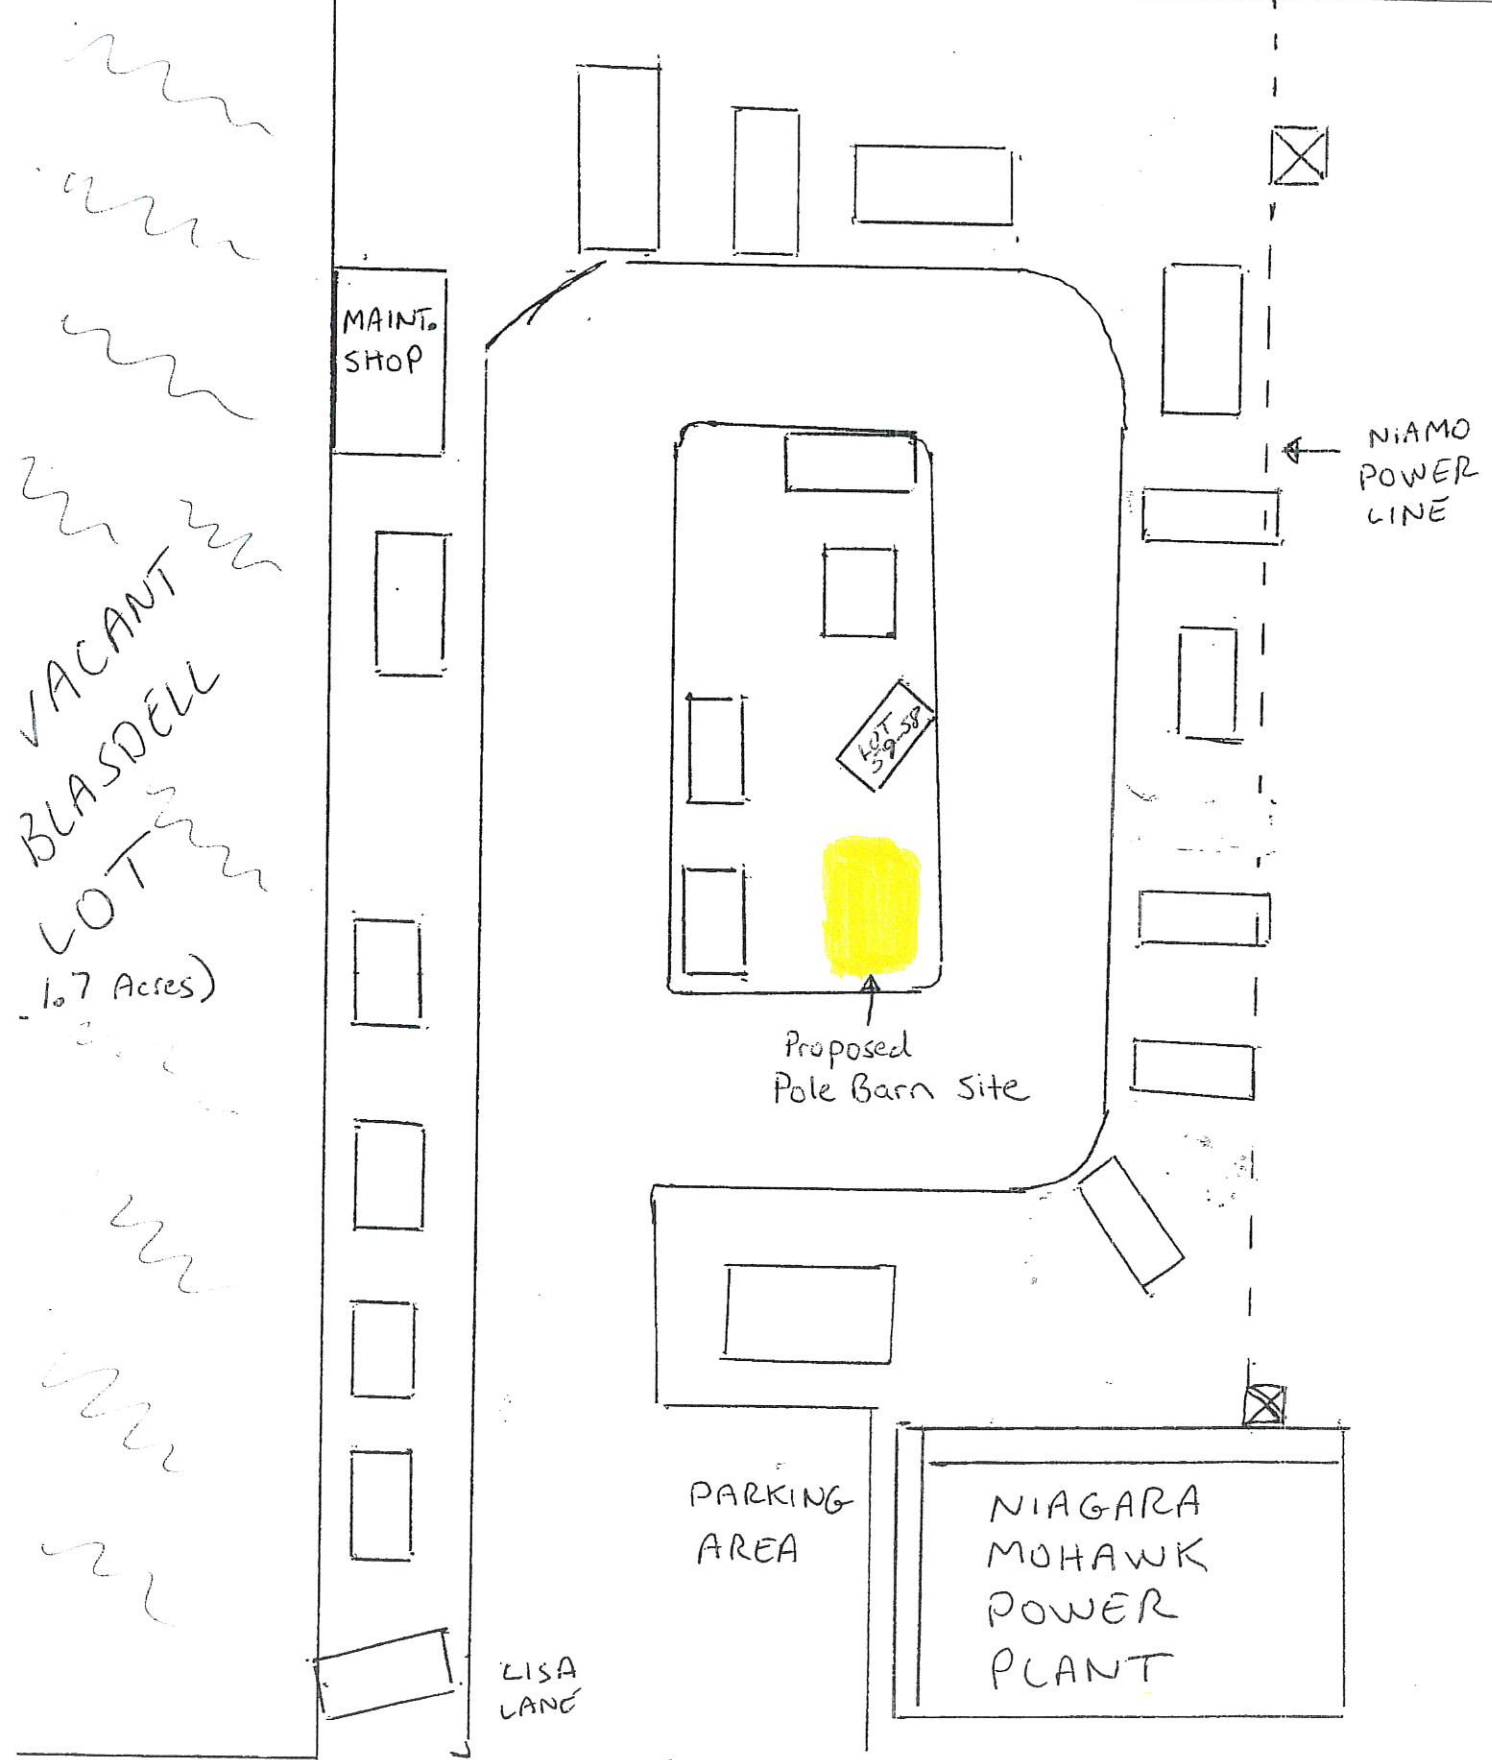 MAINT.
SHOP
NiAMO
POWER
LINE
VACANT
BLASDELL
LOT
1.7 Acres)
LOT
59-58
Proposed
Pole Barn Site
PARKING
AREA
NIAGARA
MOHAWK
POWER
PLANT
LISA
LANE